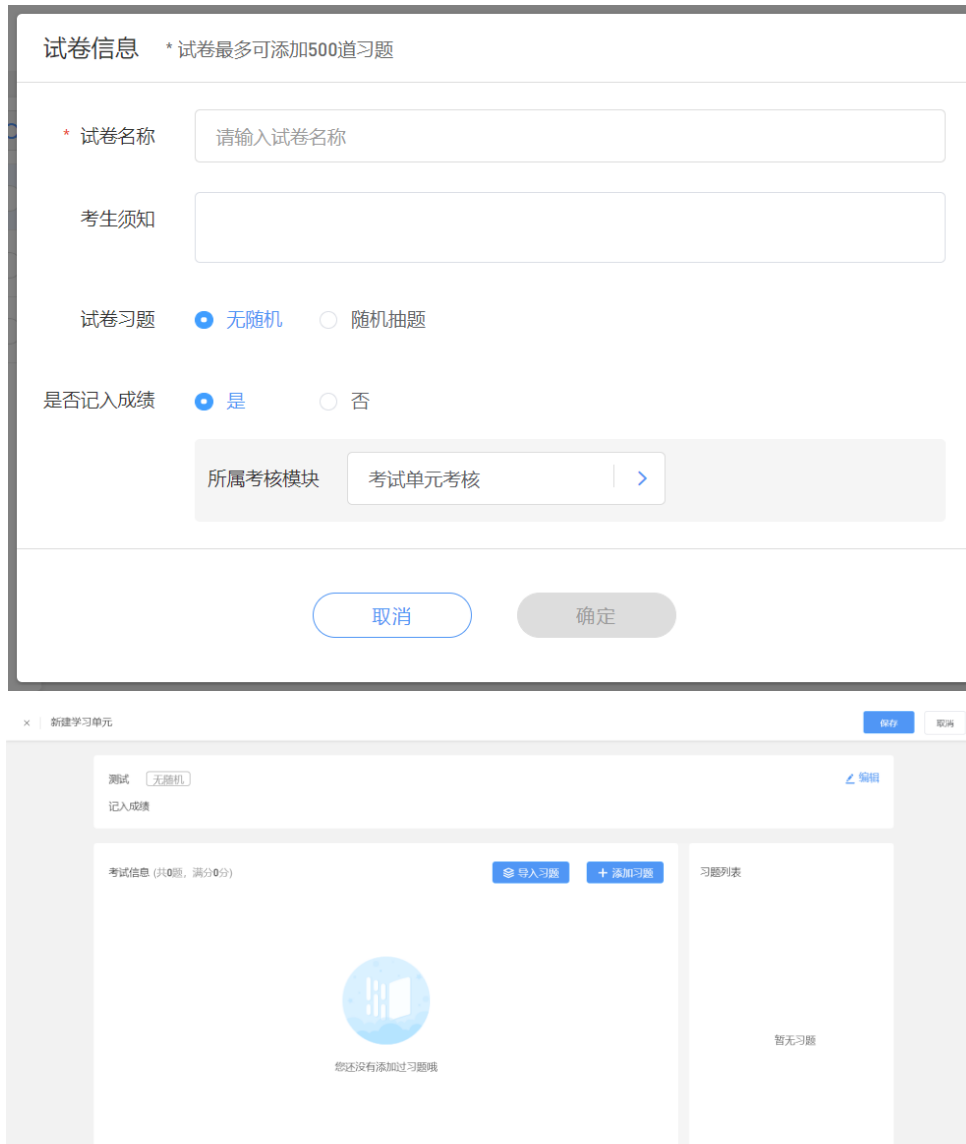 试卷信息 * 试卷最多可添加500道习题
* 试卷名称 请输入试卷名称
考生须知
试卷习题 无随机 随机抽题
是否记入成绩 是 否
所属考核模块 考试单元考核
取消 确定
× 新建学习单元 保存 取消
测试 无随机 编辑
记入成绩
考试信息 (共0题, 满分0分) 导入习题 + 添加习题 习题列表
暂无习题
您还没有添加过习题哦